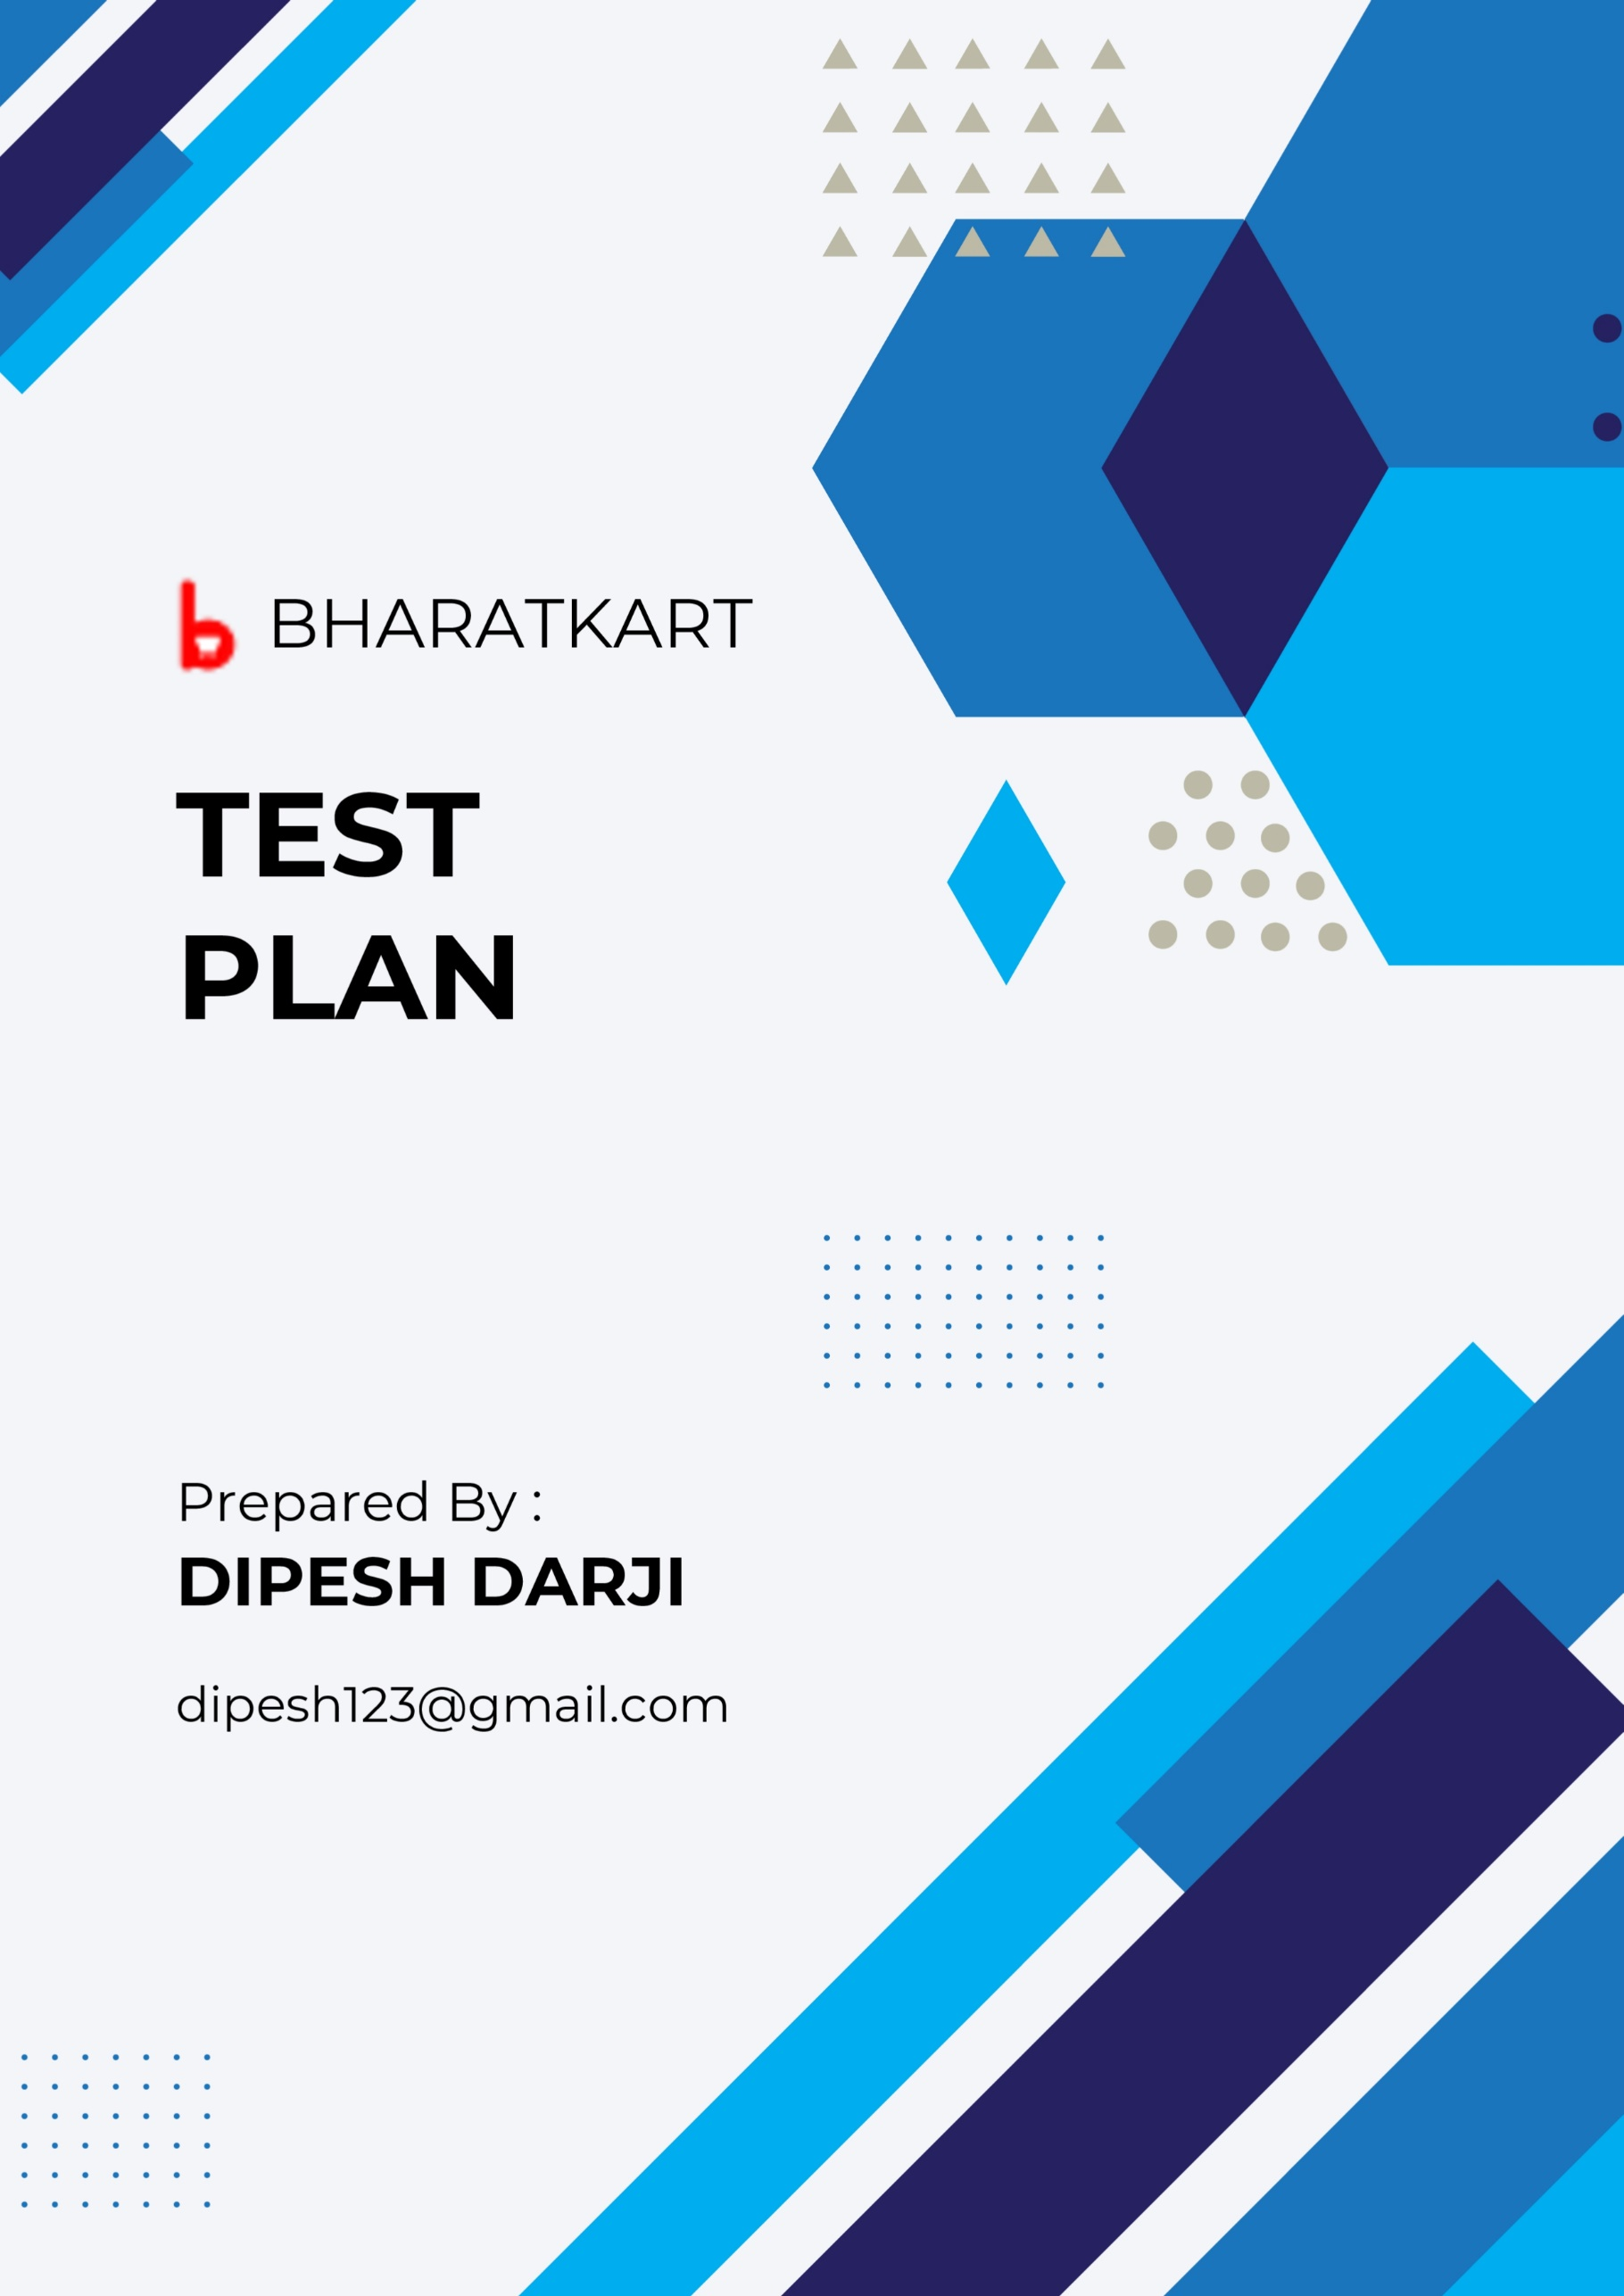 b BHARATKART
TEST
PLAN
Prepared By :
DIPESH DARJI
dipesh123@gmail.com